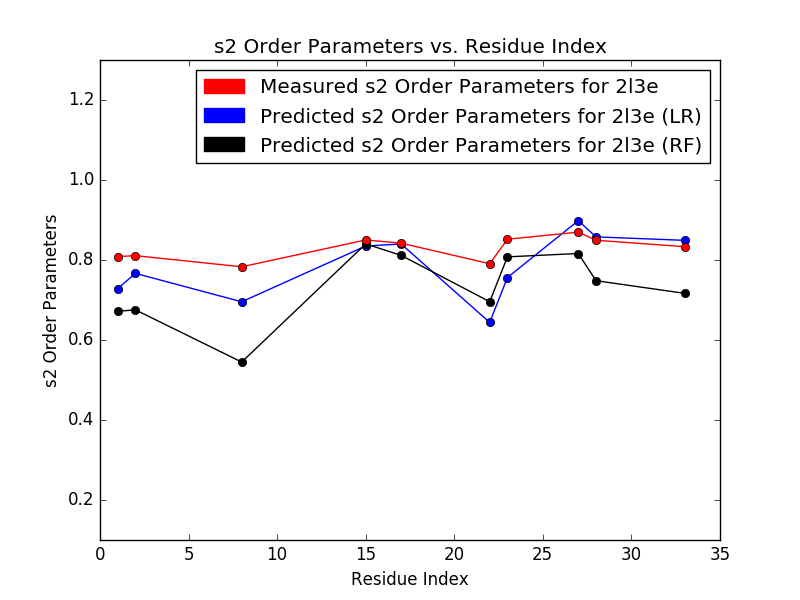 s2 Order Parameters vs. Residue Index
Measured s2 Order Parameters for 2l3e
Predicted s2 Order Parameters for 2l3e (LR)
Predicted s2 Order Parameters for 2l3e (RF)
s2 Order Parameters
1.2
1.0
0.8
0.6
0.4
0.2
0 5 10 15 20 25 30 35
Residue Index